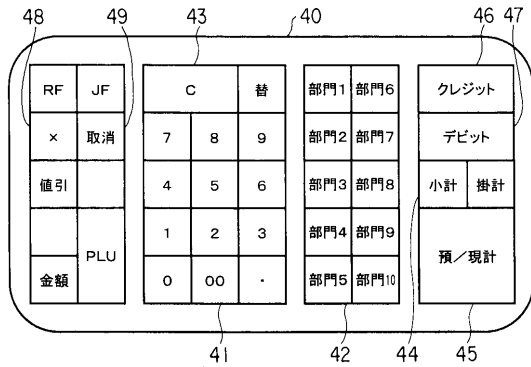 48 49 43 40 46 47
RF JF C 替 部門1 部門6 クレジット
× 取消 7 8 9 部門2 部門7 デビット
値引 4 5 6 部門3 部門8 小計 掛計
1 2 3 部門4 部門9
PLU 預／現計
金額 0 00 ・ 部門5 部門10
41 42 44 45